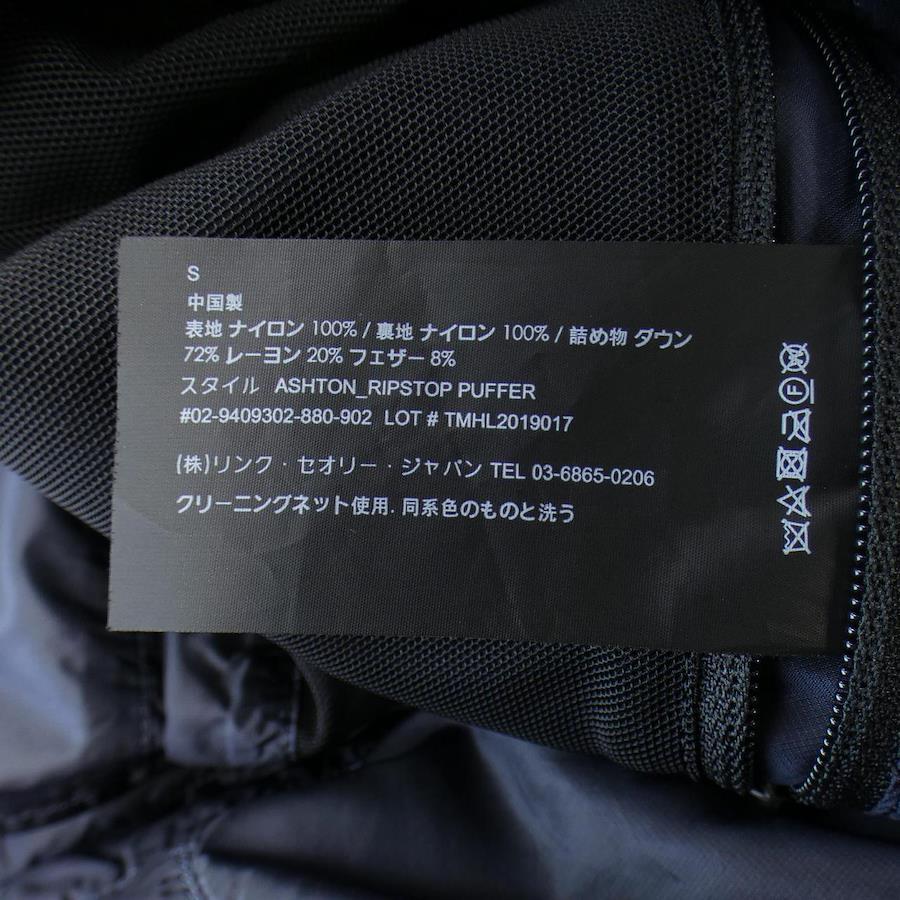 S
中国製
表地 ナイロン 100% / 裏地 ナイロン 100% / 詰め物 ダウン
72% レーヨン 20% フェザー 8%
スタイル ASHTON_RIPSTOP PUFFER
#02-9409302-880-902 LOT # TMHL2019017
(株)リンク・セオリー・ジャパン TEL 03-6865-0206
クリーニングネット使用. 同系色のものと洗う
F